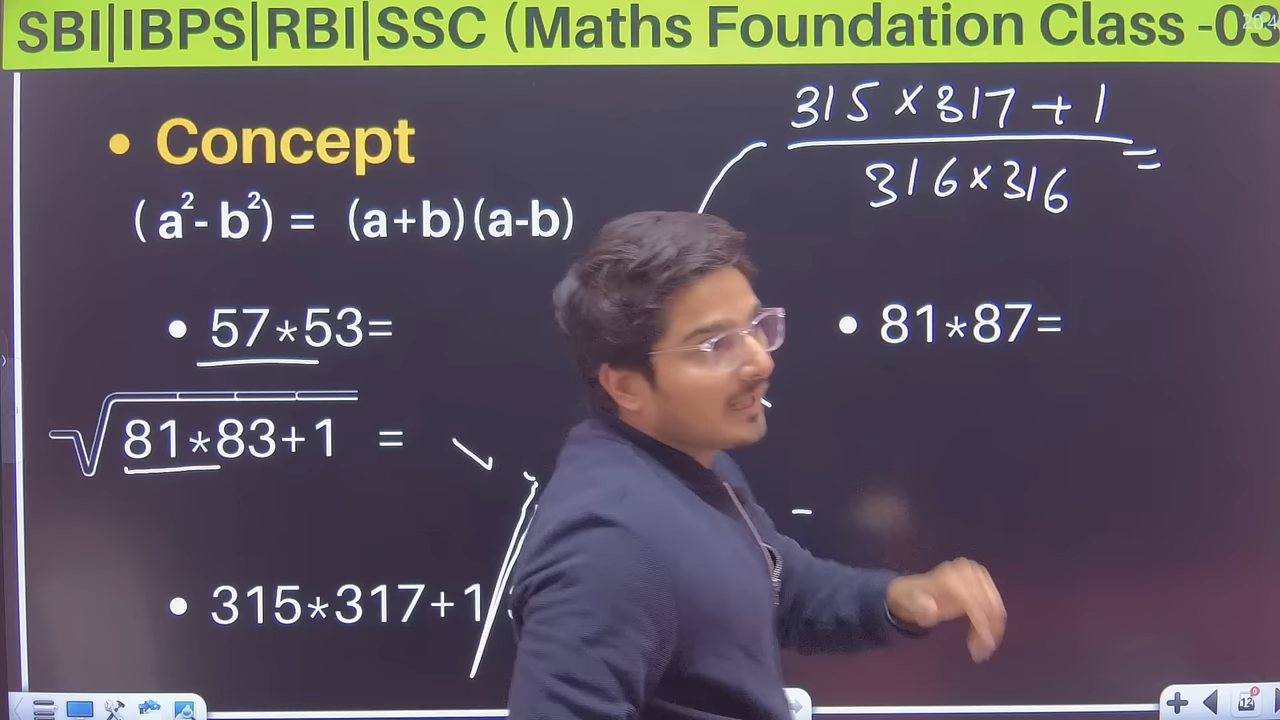 SBI|IBPS|RBI|SSC (Maths Foundation Class -03
• Concept
(a²- b²) = (a+b)(a-b)
315 × 317 + 1
316 × 316
• 57*53=
• 81*87=
√81*83+1 =
• 315*317+1/
12